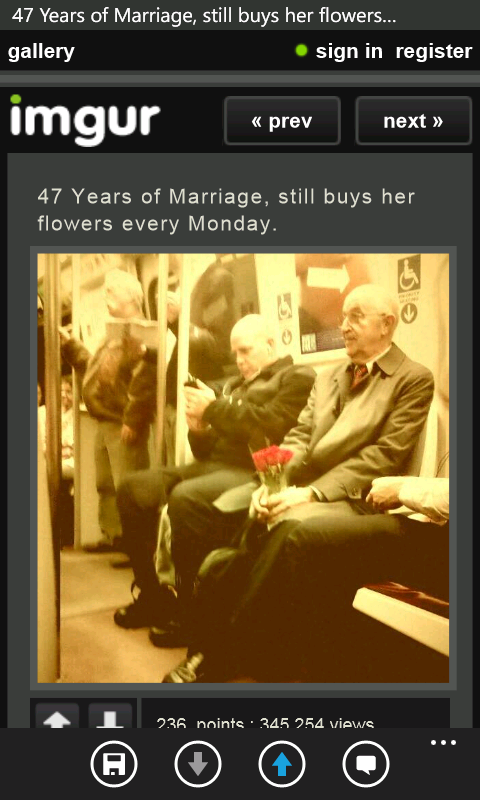 47 Years of Marriage, still buys her flowers...
gallery
sign in register
imgur
« prev
next »
47 Years of Marriage, still buys her
flowers every Monday.
236 points : 345,254 views